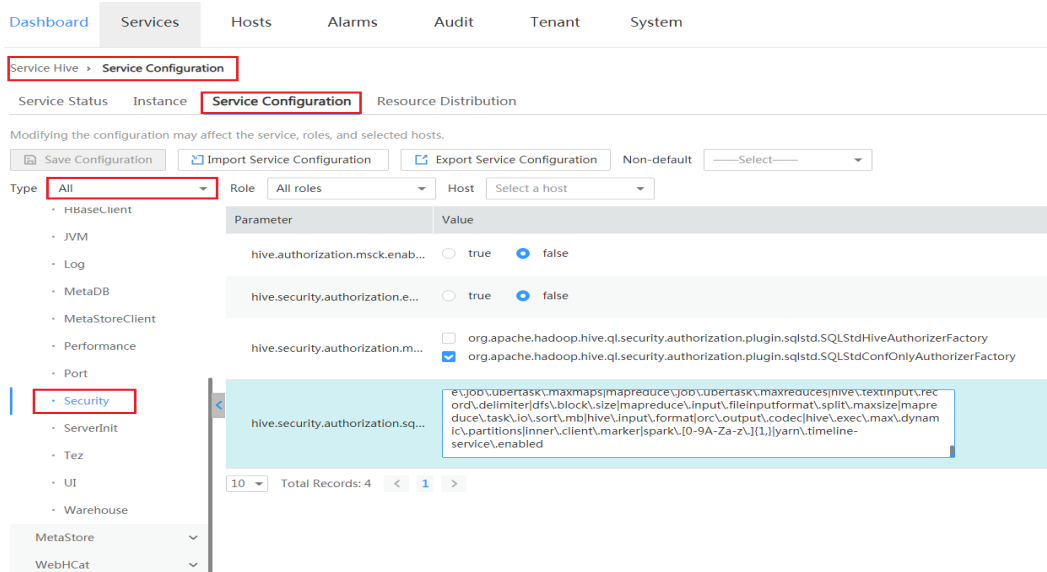 Dashboard Services Hosts Alarms Audit Tenant System
Service Hive > Service Configuration
Service Status Instance Service Configuration Resource Distribution
Modifying the configuration may affect the service, roles, and selected hosts.
Save Configuration Import Service Configuration Export Service Configuration Non-default ——Select——
Type All Role All roles Host Select a host
HBaseClient
Parameter Value
JVM
hive.authorization.msck.enab... true false
Log
MetaDB
hive.security.authorization.e... true false
MetaStoreClient
org.apache.hadoop.hive.ql.security.authorization.plugin.sqlstd.SQLStdHiveAuthorizerFactory
Performance
hive.security.authorization.m...
org.apache.hadoop.hive.ql.security.authorization.plugin.sqlstd.SQLStdConfOnlyAuthorizerFactory
Port
Security
e\.job\.ubertask\.maxmaps|mapreduce\.job\.ubertask\.maxreduces|hive\.textinput\.rec
ord\.delimiter|dfs\.block\.size|mapreduce\.input\.fileinputformat\.split\.maxsize|mapre
duce\.task\.io\.sort\.mb|hive\.input\.format|orc\.output\.codec|hive\.exec\.max\.dynam
ic\.partitions|inner\.client\.marker|spark\.[0-9A-Za-z\.]{1,}|yarn\.timeline-
service\.enabled
hive.security.authorization.sq...
ServerInit
Tez
UI
10 Total Records: 4 < 1 >
Warehouse
MetaStore
WebHCat